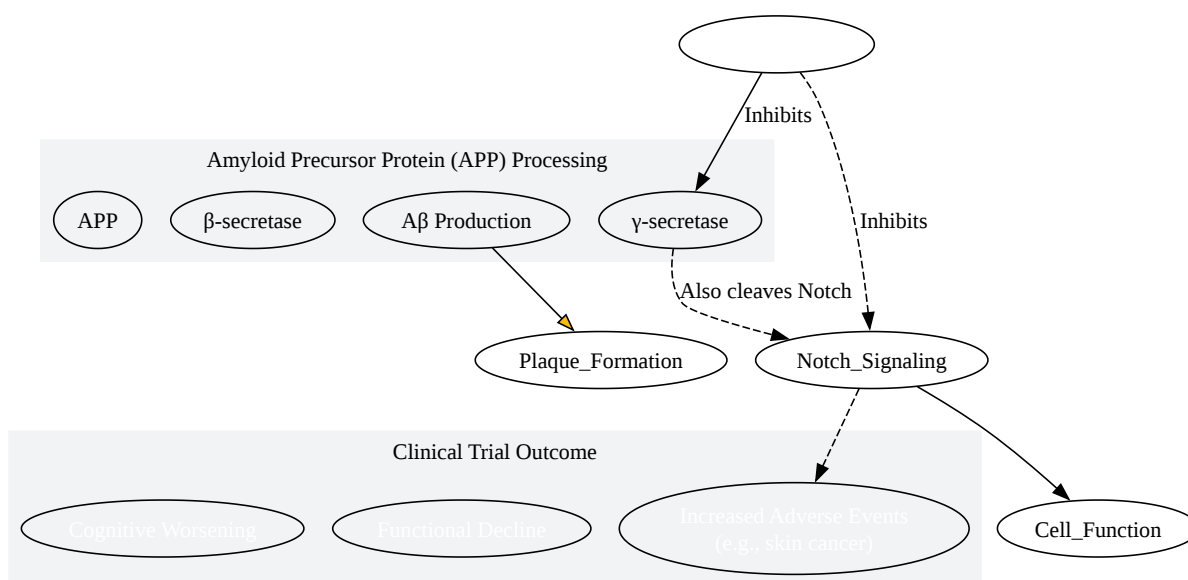 Inhibits
Amyloid Precursor Protein (APP) Processing
APP
β-secretase
Aβ Production
γ-secretase
Inhibits
Also cleaves Notch
Plaque_Formation
Notch_Signaling
Clinical Trial Outcome
Cognitive Worsening
Functional Decline
Increased Adverse Events
(e.g., skin cancer)
Cell_Function